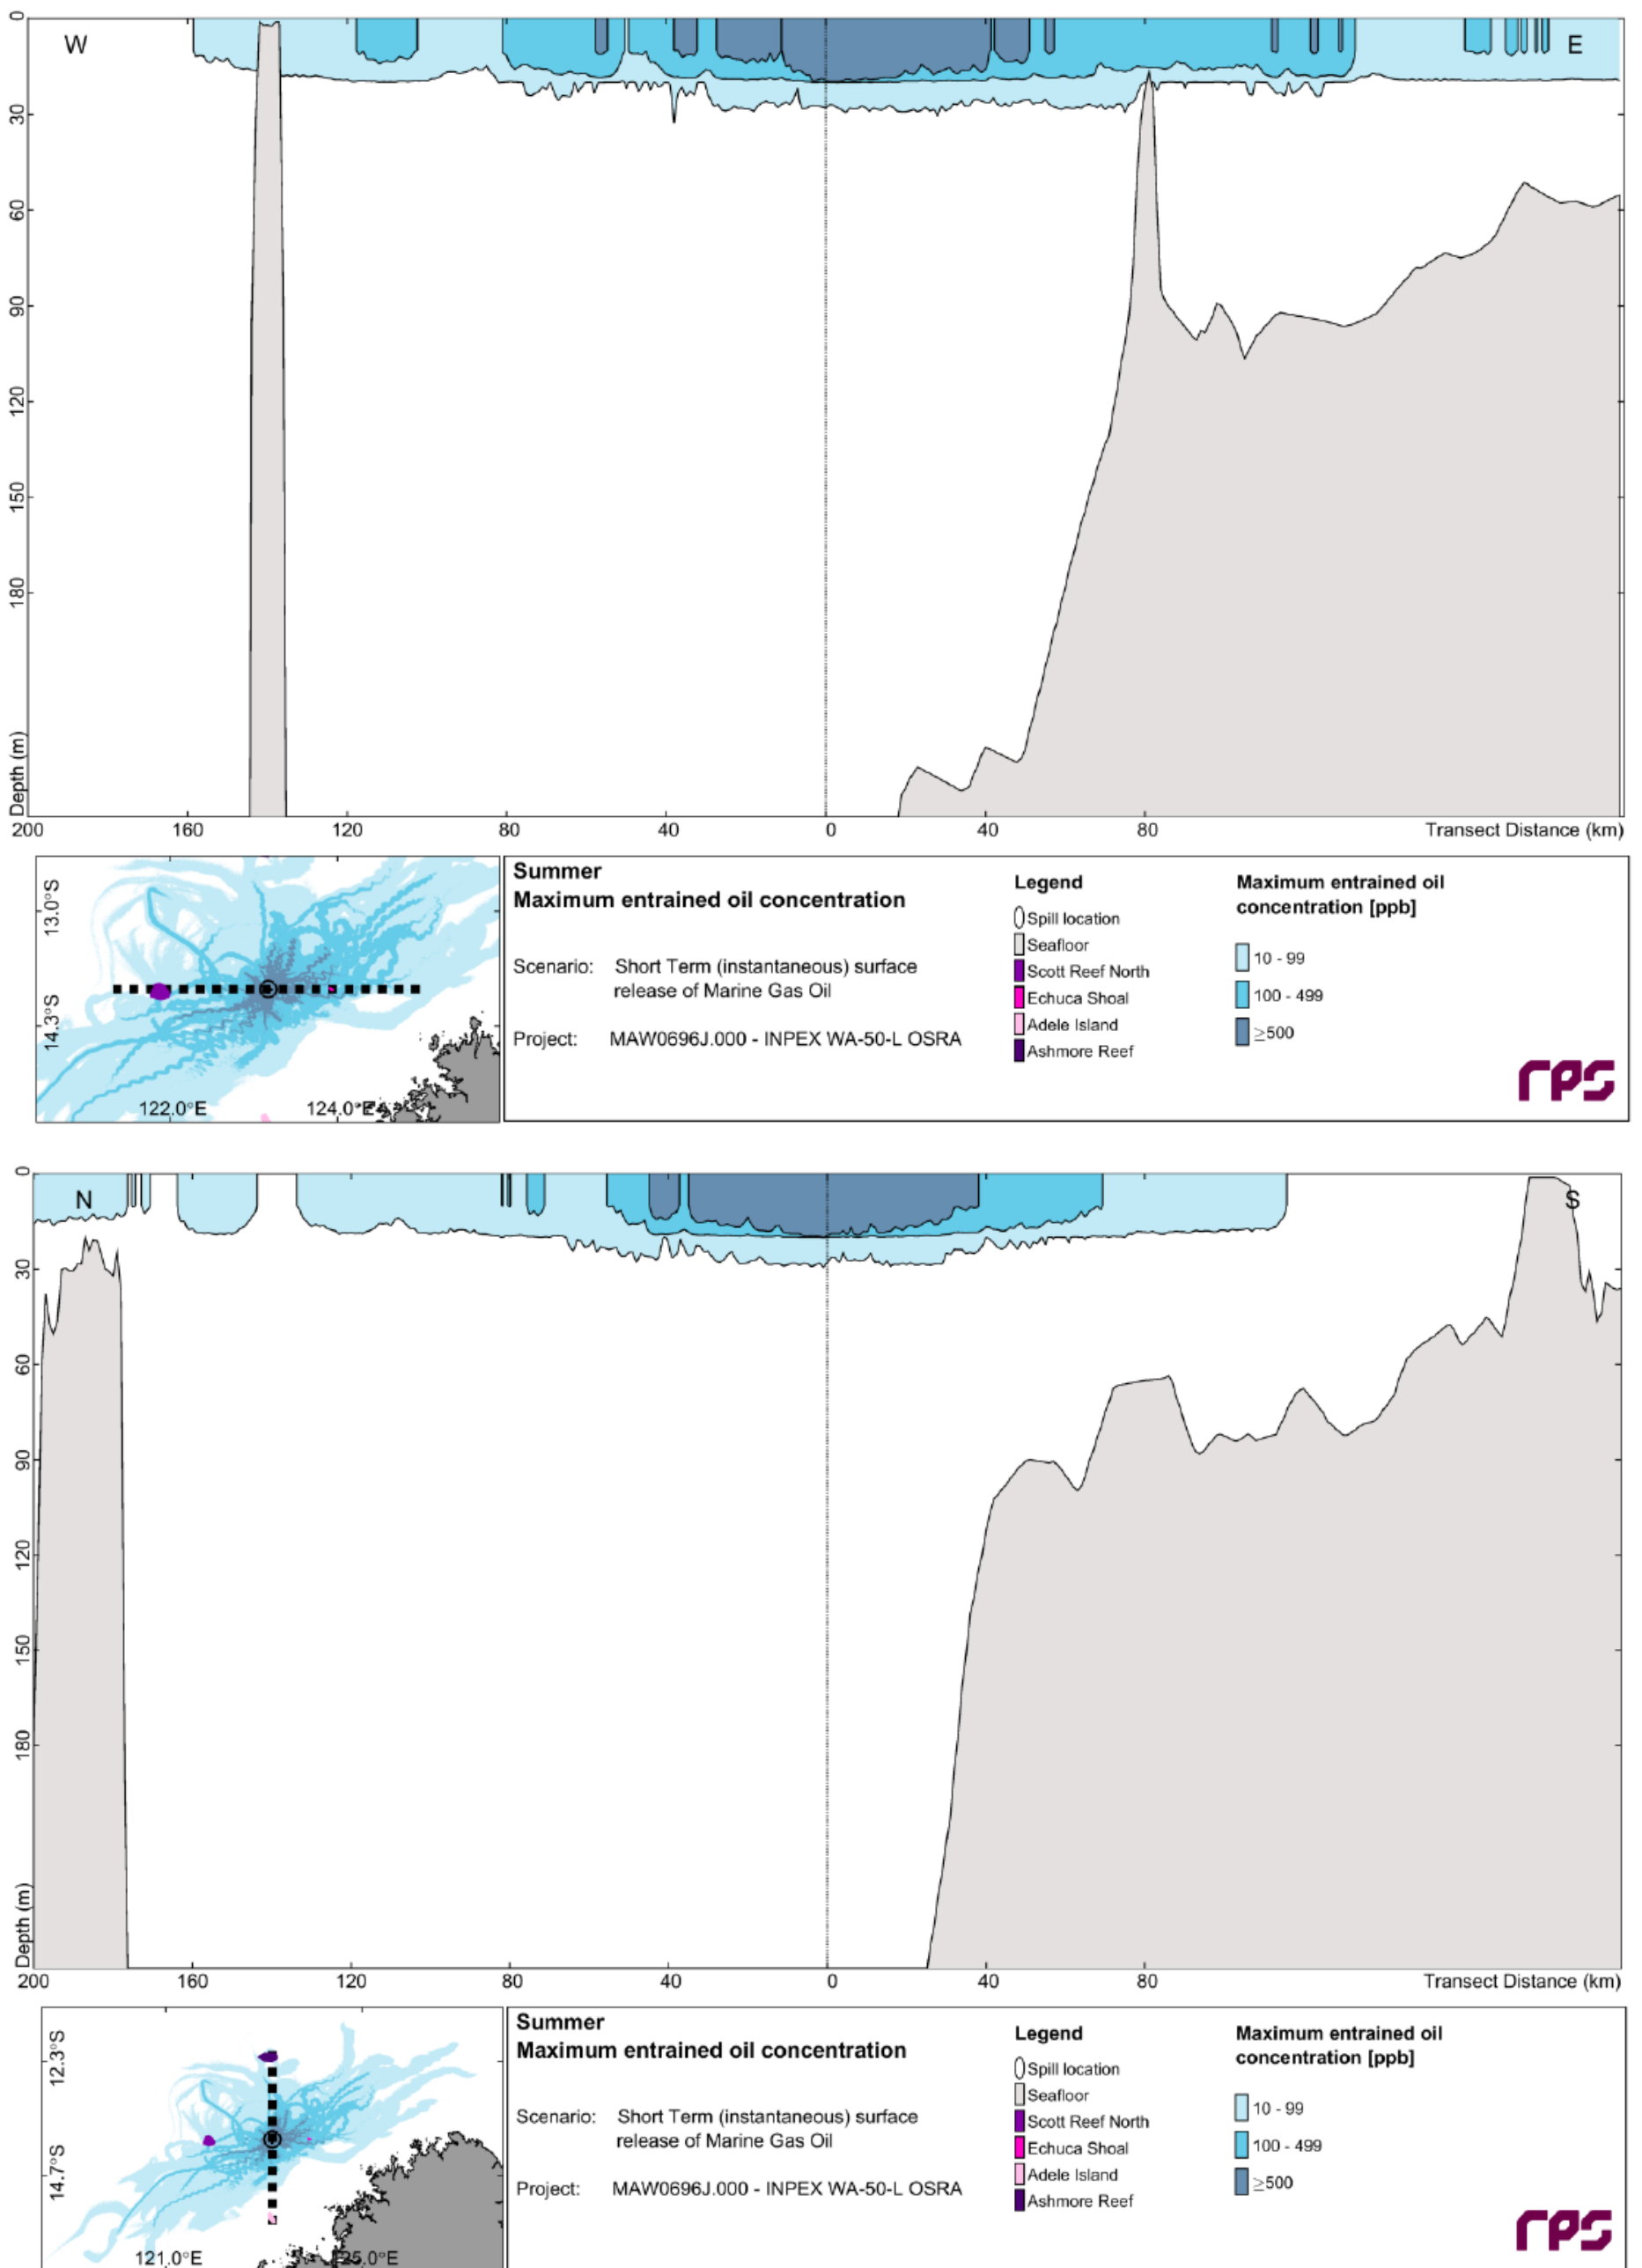 0
W
E
30
60
90
120
150
180
Depth (m)
200 160 120 80 40 0 40 80 Transect Distance (km)
13.0°S
14.3°S
122.0°E
124.0°E
Summer
Maximum entrained oil concentration
Scenario: Short Term (instantaneous) surface
release of Marine Gas Oil
Project: MAW0696J.000 - INPEX WA-50-L OSRA
Legend
Spill location
Seafloor
Scott Reef North
Echuca Shoal
Adele Island
Ashmore Reef
Maximum entrained oil
concentration [ppb]
10 - 99
100 - 499
≥500
rps
0
N
S
30
60
90
120
150
180
Depth (m)
200 160 120 80 40 0 40 80 Transect Distance (km)
12.3°S
14.7°S
121.0°E
125.0°E
Summer
Maximum entrained oil concentration
Scenario: Short Term (instantaneous) surface
release of Marine Gas Oil
Project: MAW0696J.000 - INPEX WA-50-L OSRA
Legend
Spill location
Seafloor
Scott Reef North
Echuca Shoal
Adele Island
Ashmore Reef
Maximum entrained oil
concentration [ppb]
10 - 99
100 - 499
≥500
rps